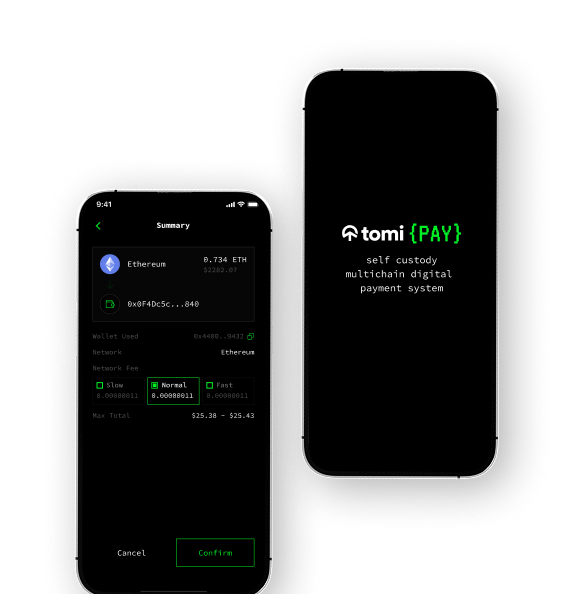 9:41
Summary
Ethereum
0.734 ETH
$2282.07
0x0F4Dc5c...840
Wallet Used
0x4400..9432
Network
Ethereum
Network Fee
Slow
0.00000011
Normal
0.00000011
Fast
0.00000011
Max Total
$25.38 - $25.43
Cancel
Confirm
tomi {PAY}
self custody
multichain digital
payment system